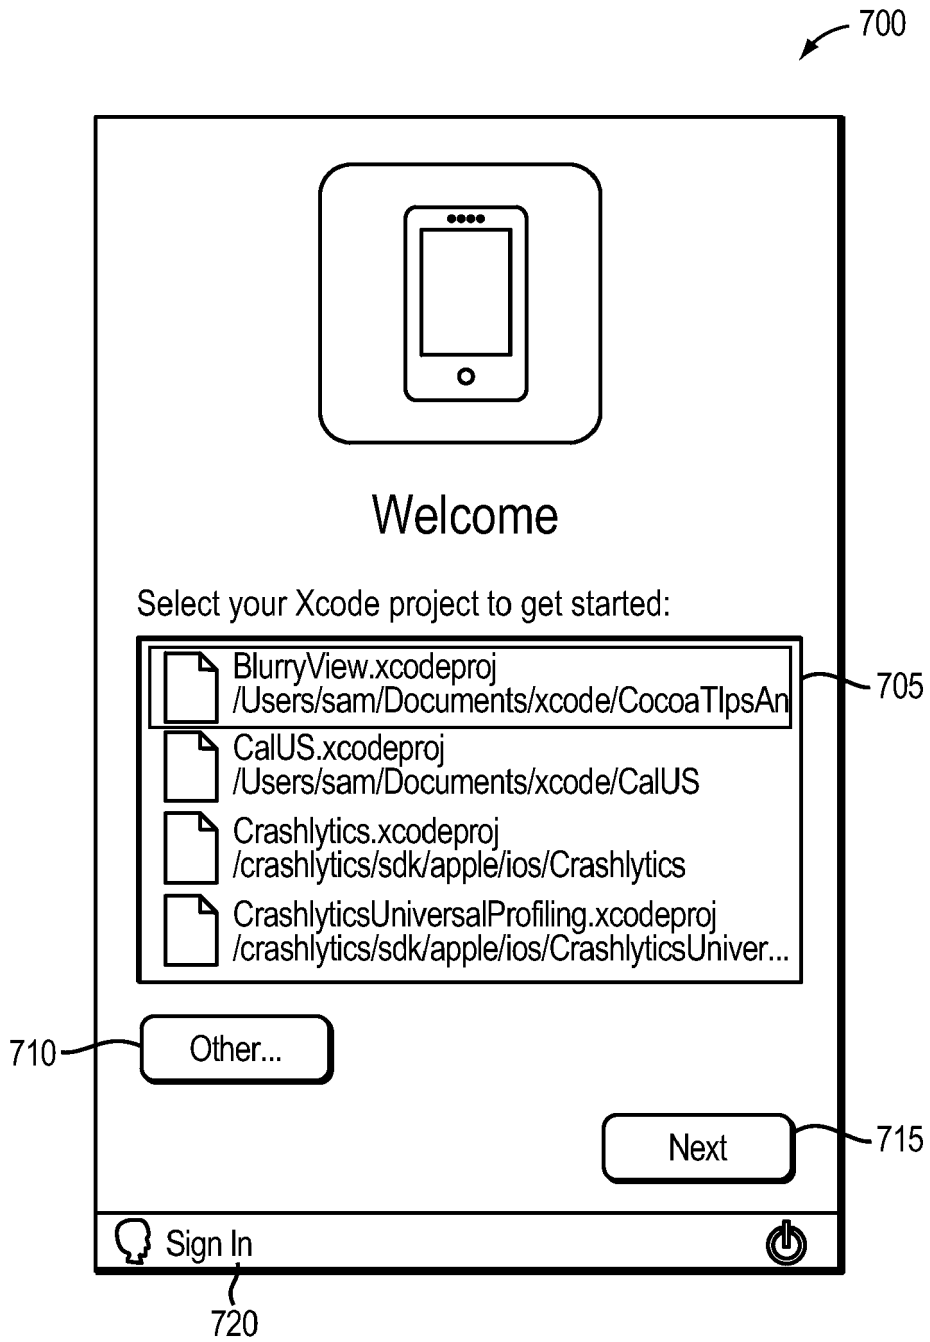 700
Welcome
Select your Xcode project to get started:
BlurryView.xcodeproj
/Users/sam/Documents/xcode/CocoaTIpsAn
705
CalUS.xcodeproj
/Users/sam/Documents/xcode/CalUS
Crashlytics.xcodeproj
/crashlytics/sdk/apple/ios/Crashlytics
CrashlyticsUniversalProfiling.xcodeproj
/crashlytics/sdk/apple/ios/CrashlyticsUniver...
710
Other...
Next
715
Sign In
720